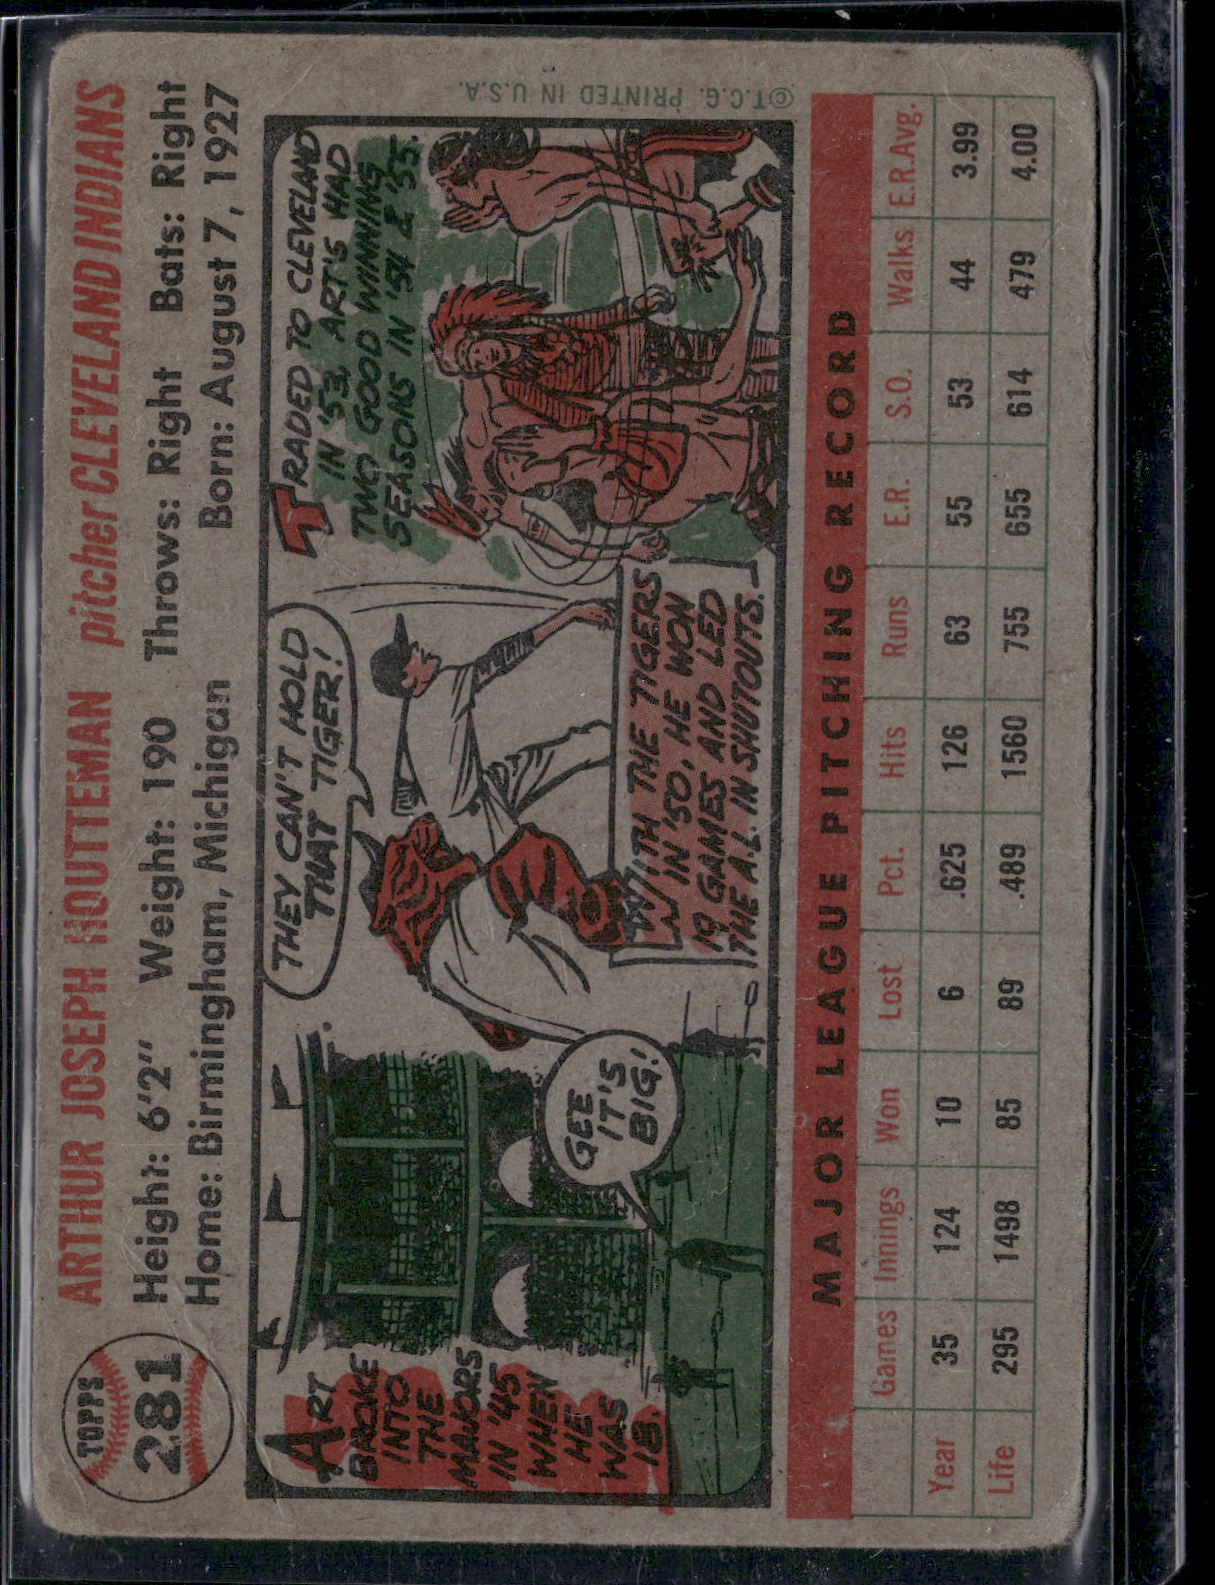 TOPPS
281
ARTHUR JOSEPH HOUTTEMAN pitcher CLEVELAND INDIANS
Height: 6'2" Weight: 190 Throws: Right Bats: Right
Home: Birmingham, Michigan Born: August 7, 1927
ART
BROKE
INTO
THE
MAJORS
IN '45
WHEN
HE
WAS
18.
GEE,
IT'S
BIG!
THEY CAN'T HOLD
THAT TIGER!
WITH THE TIGERS
IN '50, HE WON
19 GAMES AND LED
THE A.L. IN SHUTOUTS.
TRADED TO CLEVELAND
IN '53, ART'S HAD
TWO GOOD WINNING
SEASONS IN '54 & '55.
©T.C.G. PRINTED IN U.S.A.
MAJOR LEAGUE PITCHING RECORD
Games Innings Won Lost Pct. Hits Runs E.R. S.O. Walks E.R.Avg.
Year 35 124 10 6 .625 126 63 55 53 44 3.99
Life 295 1498 85 89 .489 1560 755 655 614 479 4.00